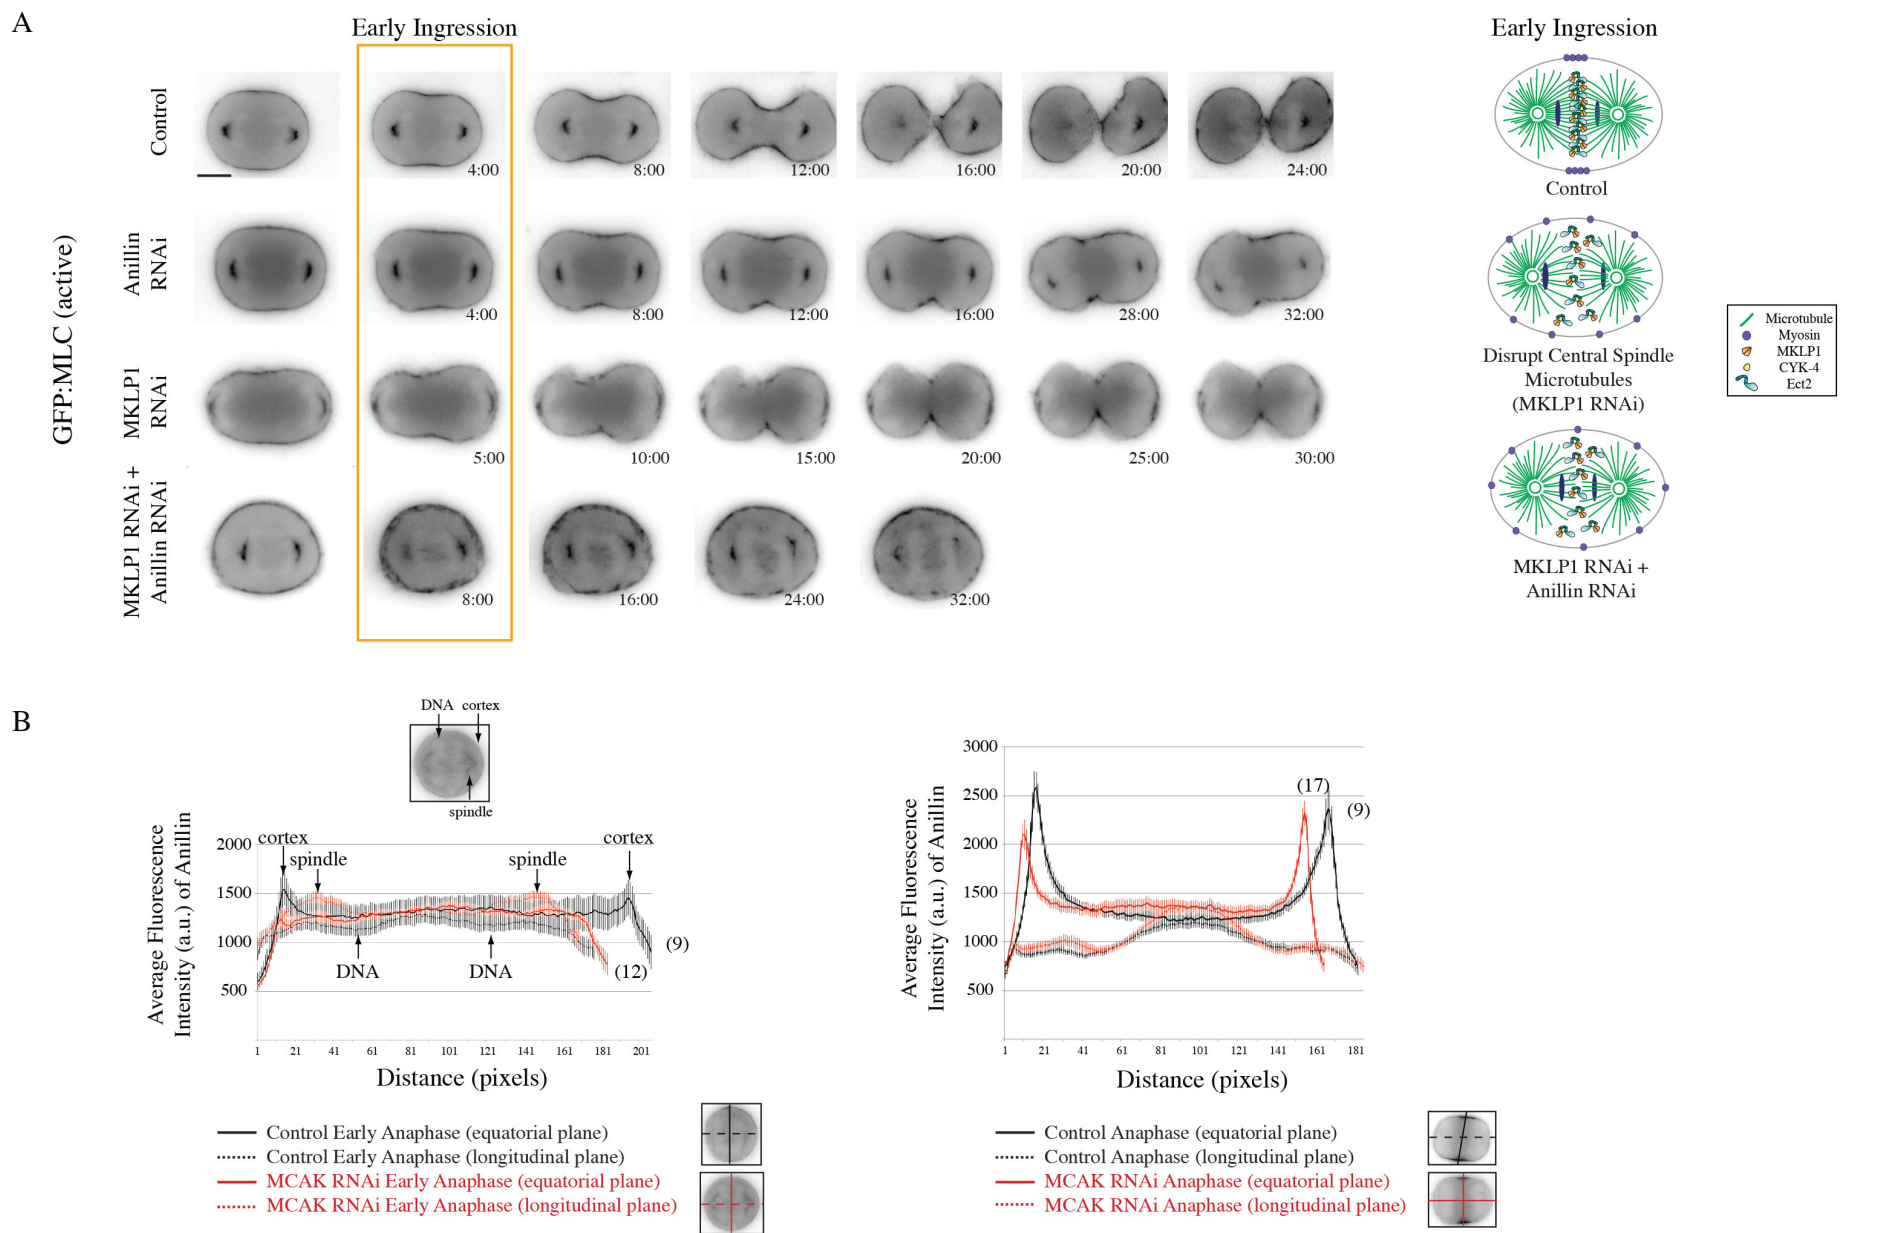 A
Early Ingression
Early Ingression
GFP:MLC (active)
Control
4:00
8:00
12:00
16:00
20:00
24:00
Anillin
RNAi
4:00
8:00
12:00
16:00
28:00
32:00
MKLP1
RNAi
5:00
10:00
15:00
20:00
25:00
30:00
MKLP1 RNAi +
Anillin RNAi
8:00
16:00
24:00
32:00
Control
Disrupt Central Spindle
Microtubules
(MKLP1 RNAi)
MKLP1 RNAi +
Anillin RNAi
Microtubule
Myosin
MKLP1
CYK-4
Ect2
B
DNA cortex
spindle
Average Fluorescence
Intensity (a.u.) of Anillin
2000
1500
1000
500
cortex
spindle
spindle
cortex
DNA
DNA
(12)
(9)
1 21 41 61 81 101 121 141 161 181 201
Distance (pixels)
Control Early Anaphase (equatorial plane)
Control Early Anaphase (longitudinal plane)
MCAK RNAi Early Anaphase (equatorial plane)
MCAK RNAi Early Anaphase (longitudinal plane)
Average Fluorescence
Intensity (a.u.) of Anillin
3000
2500
2000
1500
1000
500
(17)
(9)
1 21 41 61 81 101 121 141 161 181
Distance (pixels)
Control Anaphase (equatorial plane)
Control Anaphase (longitudinal plane)
MCAK RNAi Anaphase (equatorial plane)
MCAK RNAi Anaphase (longitudinal plane)